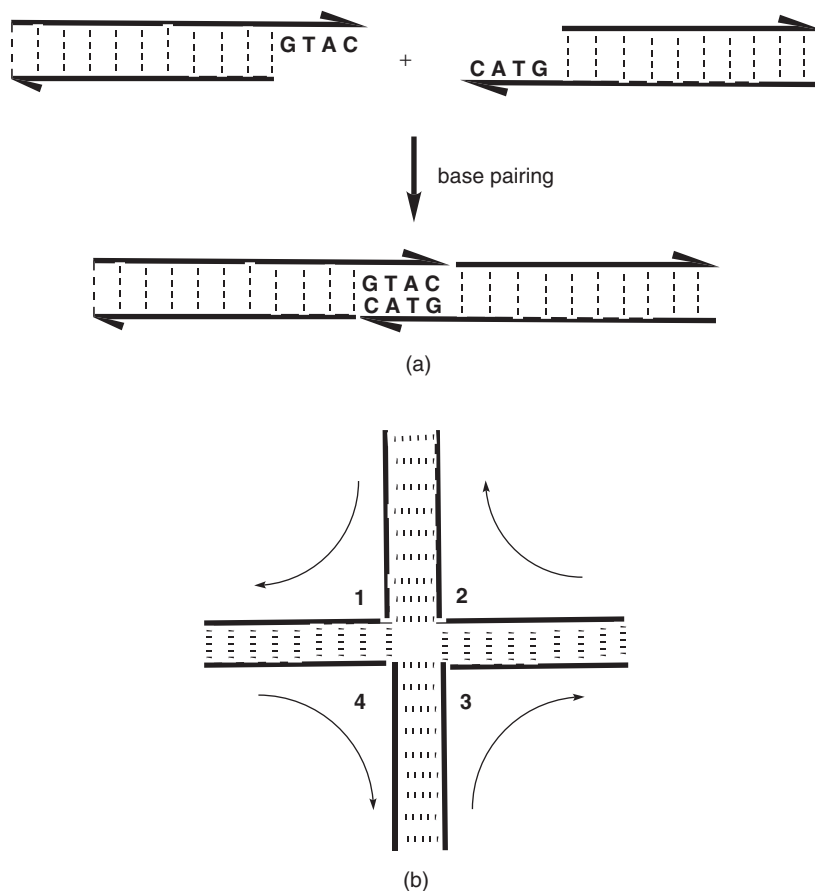 GTAC
+
CATG
base pairing
GTAC
CATG
(a)
1 2
4 3
(b)